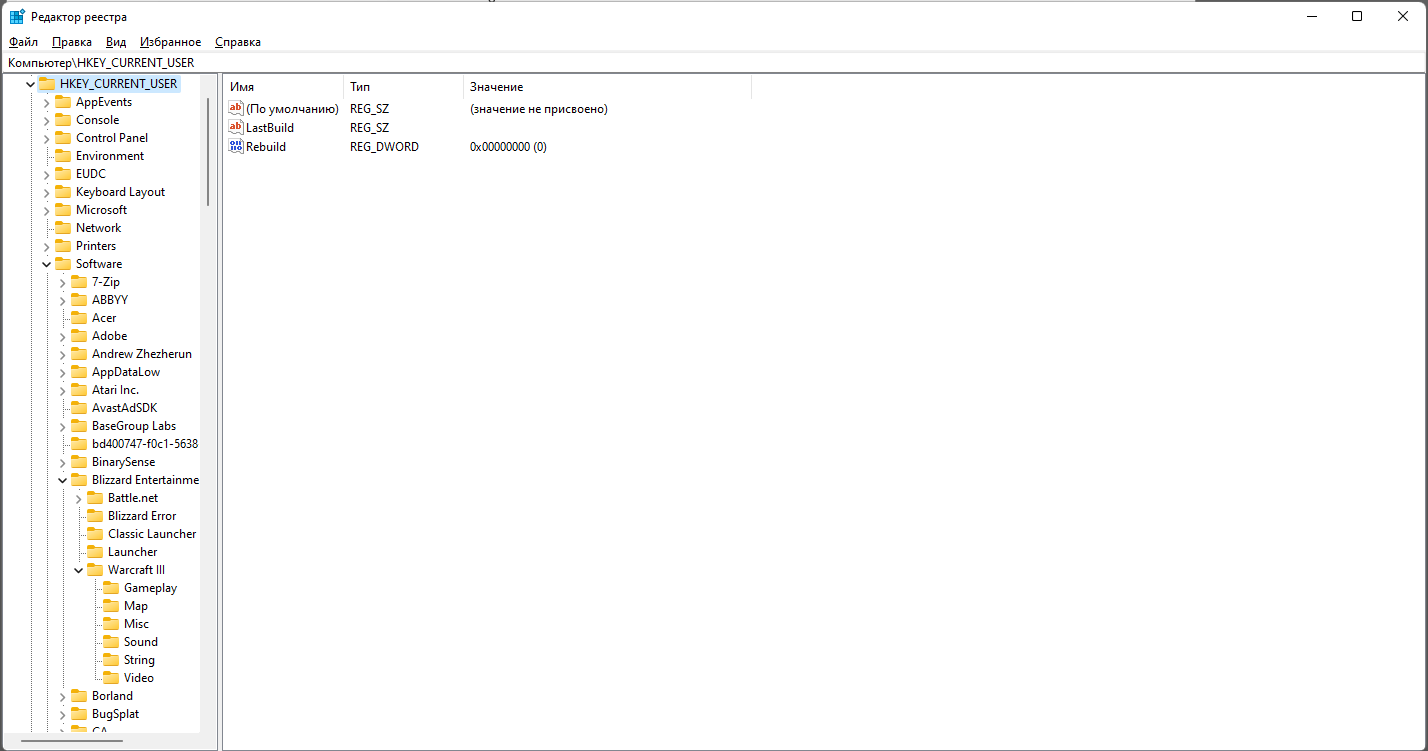 Редактор реестра
Файл Правка Вид Избранное Справка
Компьютер\HKEY_CURRENT_USER
HKEY_CURRENT_USER
AppEvents
Console
Control Panel
Environment
EUDC
Keyboard Layout
Microsoft
Network
Printers
Software
7-Zip
ABBYY
Acer
Adobe
Andrew Zhezherun
AppDataLow
Atari Inc.
AvastAdSDK
BaseGroup Labs
bd400747-f0c1-5638
BinarySense
Blizzard Entertainme
Battle.net
Blizzard Error
Classic Launcher
Launcher
Warcraft III
Gameplay
Map
Misc
Sound
String
Video
Borland
BugSplat
CA
Имя Тип Значение
(По умолчанию) REG_SZ (значение не присвоено)
LastBuild REG_SZ
Rebuild REG_DWORD 0x00000000 (0)